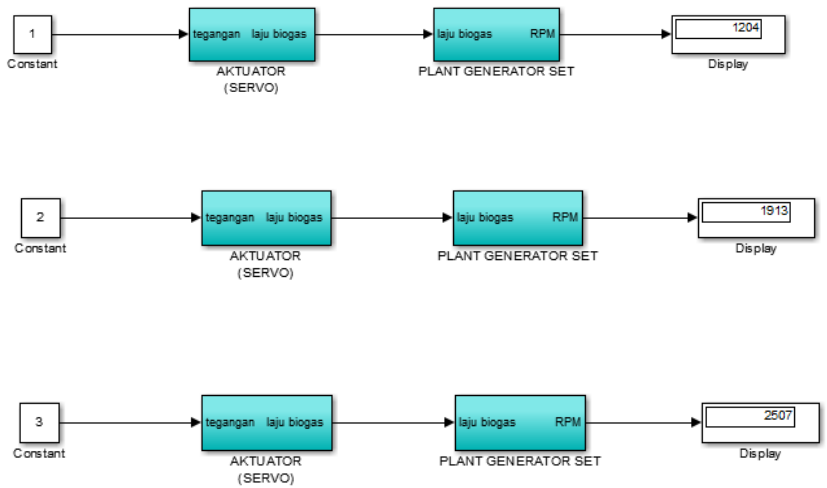 1
Constant
tegangan laju biogas
AKTUATOR
(SERVO)
laju biogas RPM
PLANT GENERATOR SET
1204
Display
2
Constant
tegangan laju biogas
AKTUATOR
(SERVO)
laju biogas RPM
PLANT GENERATOR SET
1913
Display
3
Constant
tegangan laju biogas
AKTUATOR
(SERVO)
laju biogas RPM
PLANT GENERATOR SET
2507
Display